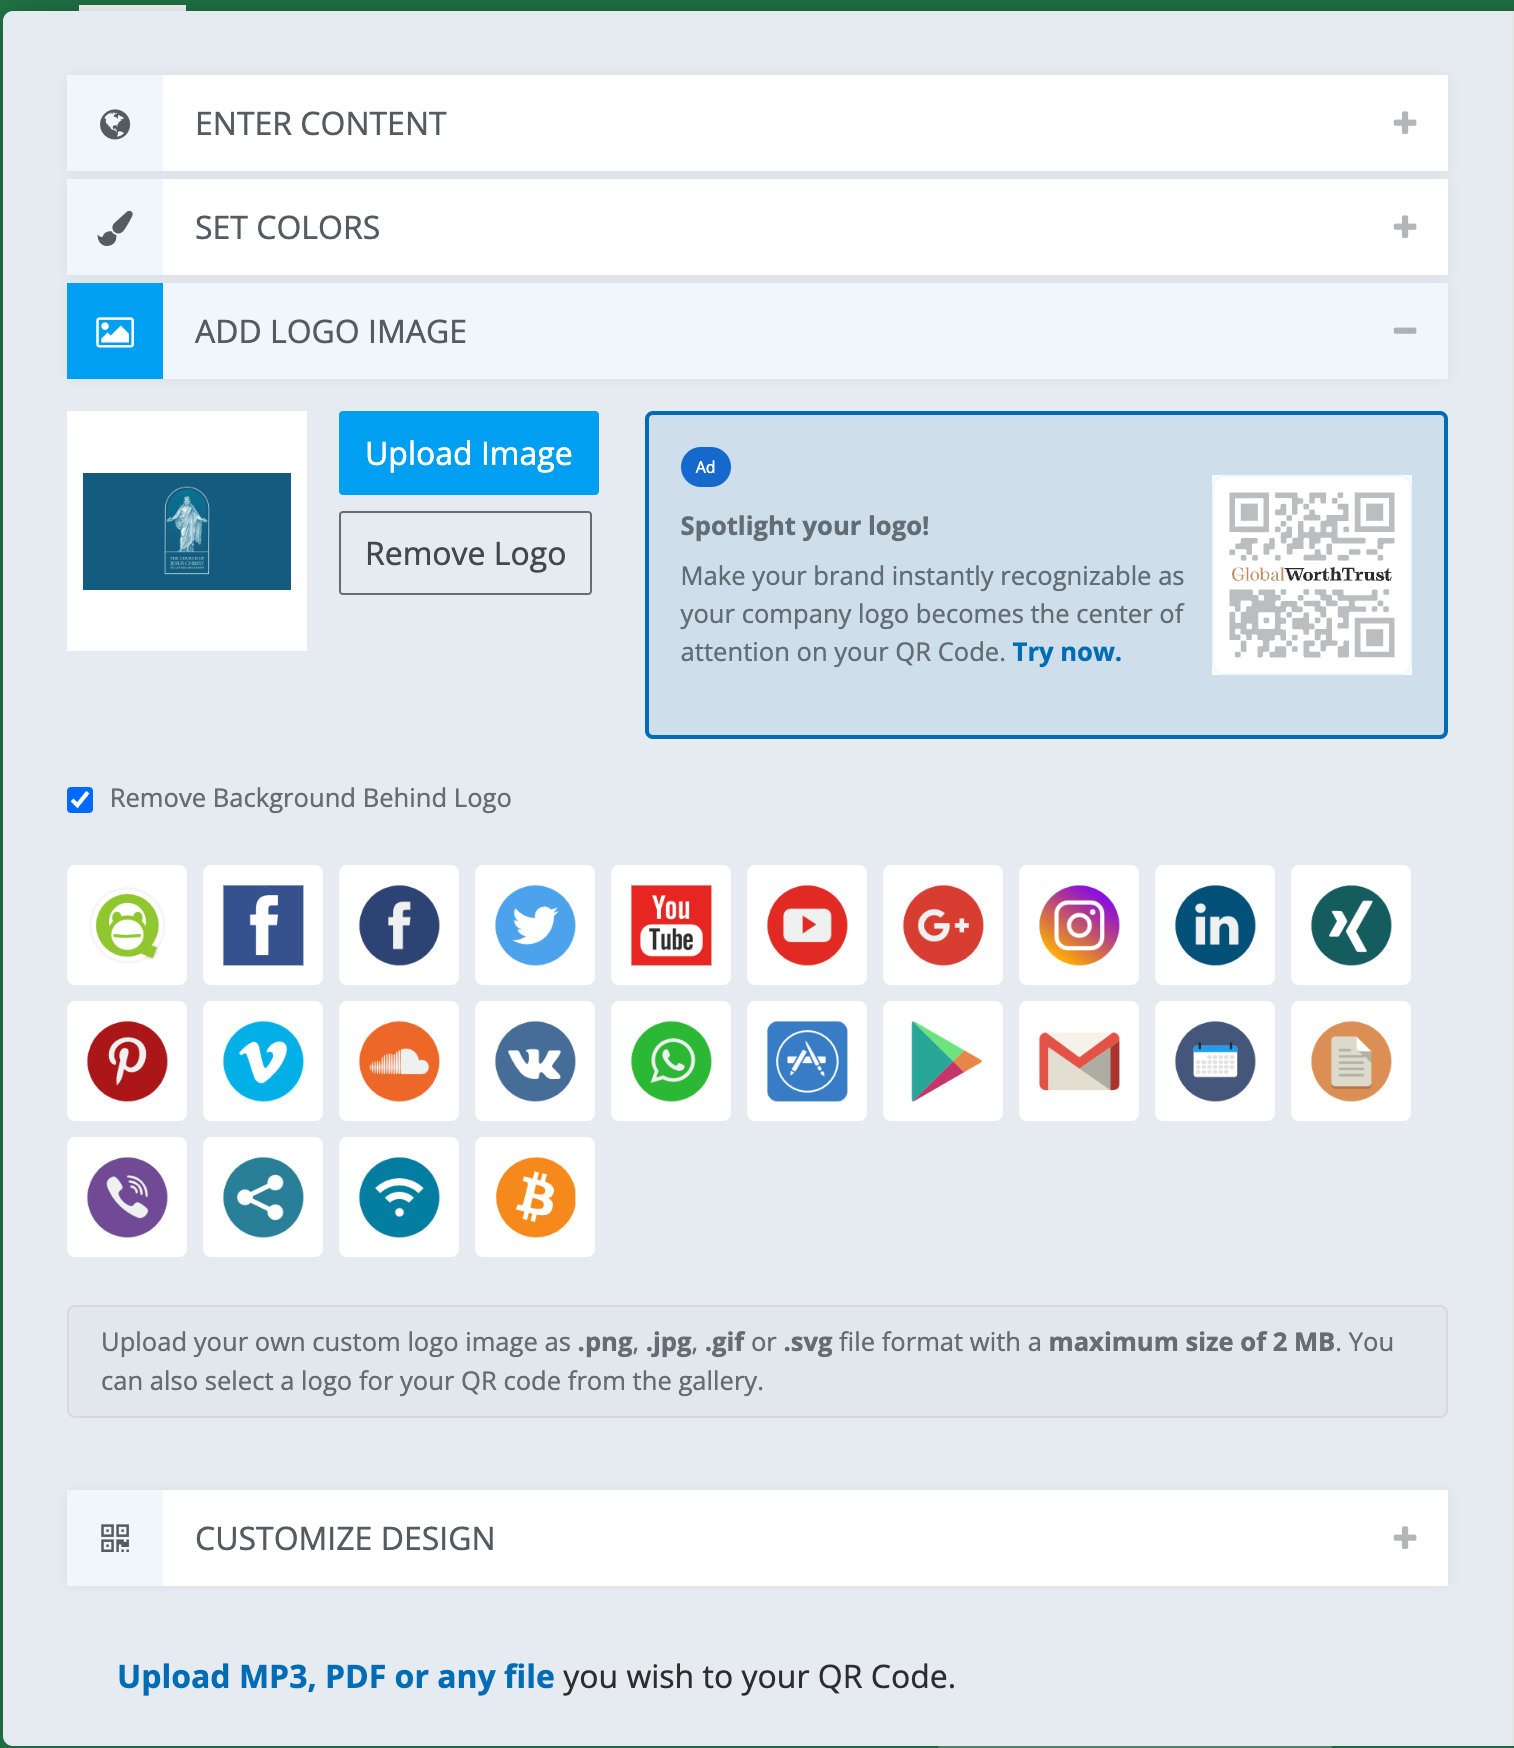 ENTER CONTENT
SET COLORS
ADD LOGO IMAGE
THE CHURCH OF
JESUS CHRIST
Upload Image
Remove Logo
Ad
Spotlight your logo!
Make your brand instantly recognizable as
your company logo becomes the center of
attention on your QR Code. Try now.
GlobalWorthTrust
Remove Background Behind Logo
f
f
You
Tube
G+
in
Upload your own custom logo image as .png, .jpg, .gif or .svg file format with a maximum size of 2 MB. You
can also select a logo for your QR code from the gallery.
CUSTOMIZE DESIGN
Upload MP3, PDF or any file you wish to your QR Code.